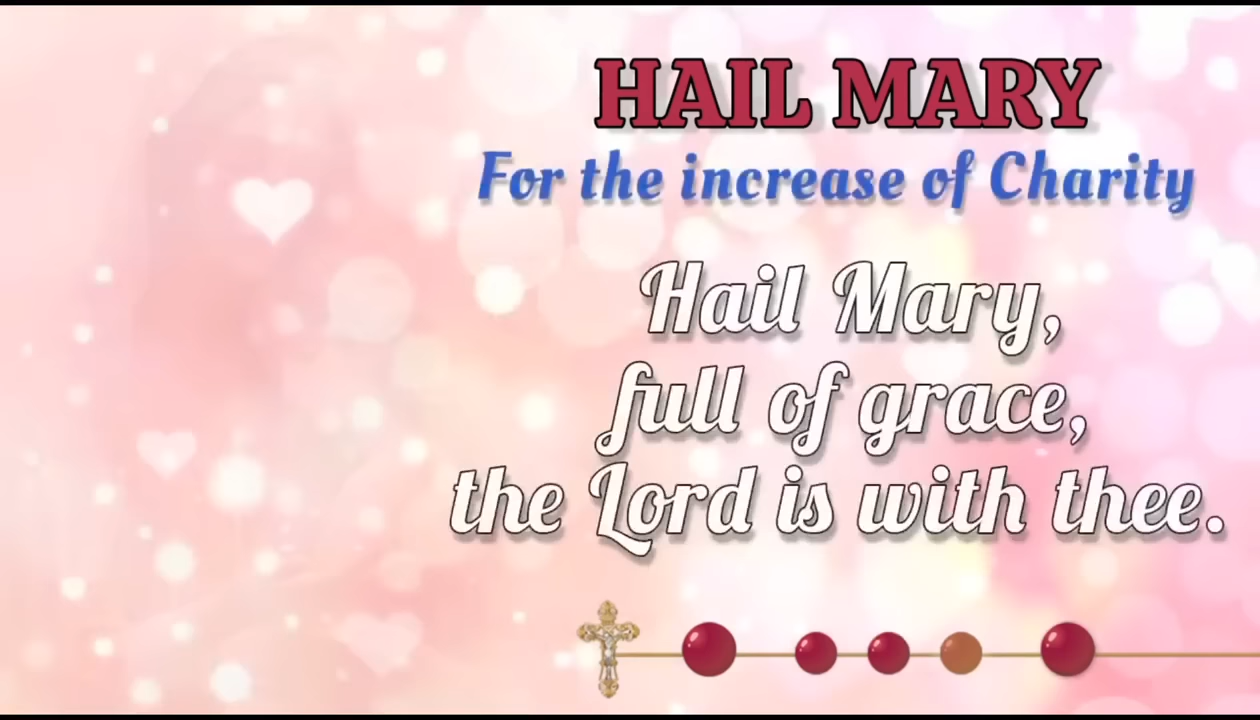 HAIL MARY
For the increase of Charity
Hail Mary,
full of grace,
the Lord is with thee.